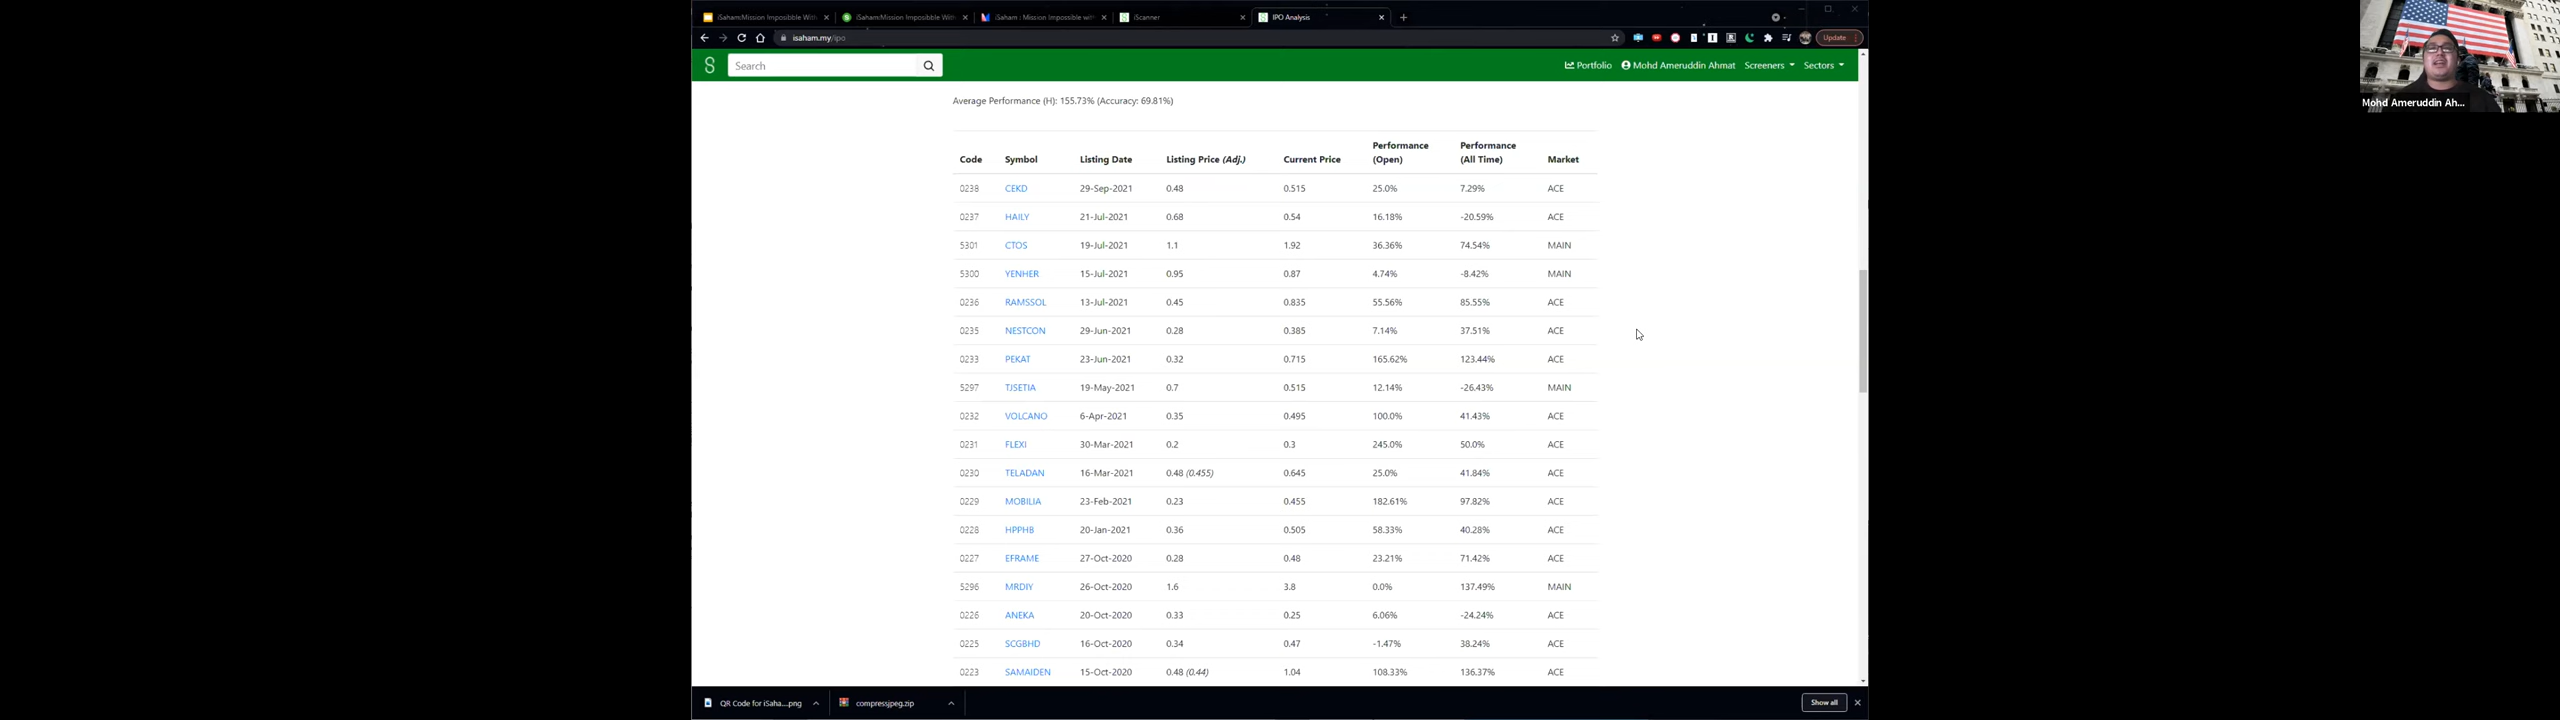 iSaham:Mission Imposibble With
iSaham:Mission Imposibble With
iSaham : Mission Impossible with
iScanner
IPO Analysis
isaham.my/ipo
Update
Search
Portfolio
Mohd Ameruddin Ahmat
Screeners
Sectors
Mohd Ameruddin Ah...
Average Performance (H): 155.73% (Accuracy: 69.81%)
Code Symbol Listing Date Listing Price (Adj.) Current Price Performance (Open) Performance (All Time) Market
0238 CEKD 29-Sep-2021 0.48 0.515 25.0% 7.29% ACE
0237 HAILY 21-Jul-2021 0.68 0.54 16.18% -20.59% ACE
5301 CTOS 19-Jul-2021 1.1 1.92 36.36% 74.54% MAIN
5300 YENHER 15-Jul-2021 0.95 0.87 4.74% -8.42% MAIN
0236 RAMSSOL 13-Jul-2021 0.45 0.835 55.56% 85.55% ACE
0235 NESTCON 29-Jun-2021 0.28 0.385 7.14% 37.51% ACE
0233 PEKAT 23-Jun-2021 0.32 0.715 165.62% 123.44% ACE
5297 TJSETIA 19-May-2021 0.7 0.515 12.14% -26.43% MAIN
0232 VOLCANO 6-Apr-2021 0.35 0.495 100.0% 41.43% ACE
0231 FLEXI 30-Mar-2021 0.2 0.3 245.0% 50.0% ACE
0230 TELADAN 16-Mar-2021 0.48 (0.455) 0.645 25.0% 41.84% ACE
0229 MOBILIA 23-Feb-2021 0.23 0.455 182.61% 97.82% ACE
0228 HPPHB 20-Jan-2021 0.36 0.505 58.33% 40.28% ACE
0227 EFRAME 27-Oct-2020 0.28 0.48 23.21% 71.42% ACE
5296 MRDIY 26-Oct-2020 1.6 3.8 0.0% 137.49% MAIN
0226 ANEKA 20-Oct-2020 0.33 0.25 6.06% -24.24% ACE
0225 SCGBHD 16-Oct-2020 0.34 0.47 -1.47% 38.24% ACE
0223 SAMAIDEN 15-Oct-2020 0.48 (0.44) 1.04 108.33% 136.37% ACE
QR Code for iSaha....png
compressjpeg.zip
Show all